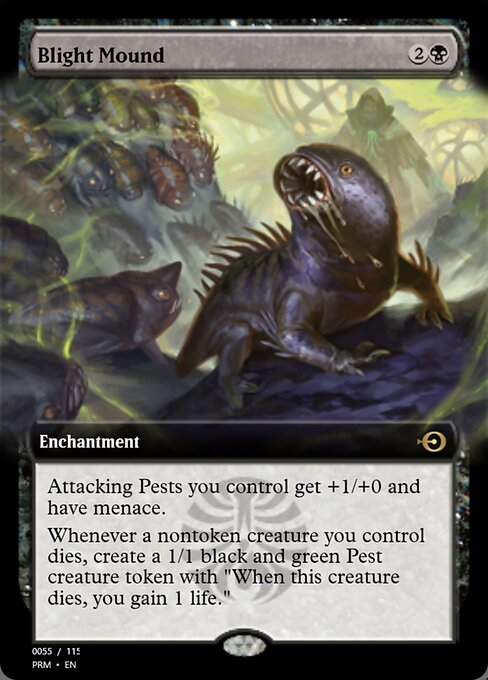 Blight Mound
2
Enchantment
Attacking Pests you control get +1/+0 and
have menace.
Whenever a nontoken creature you control
dies, create a 1/1 black and green Pest
creature token with "When this creature
dies, you gain 1 life."
0055 / 115
PRM • EN